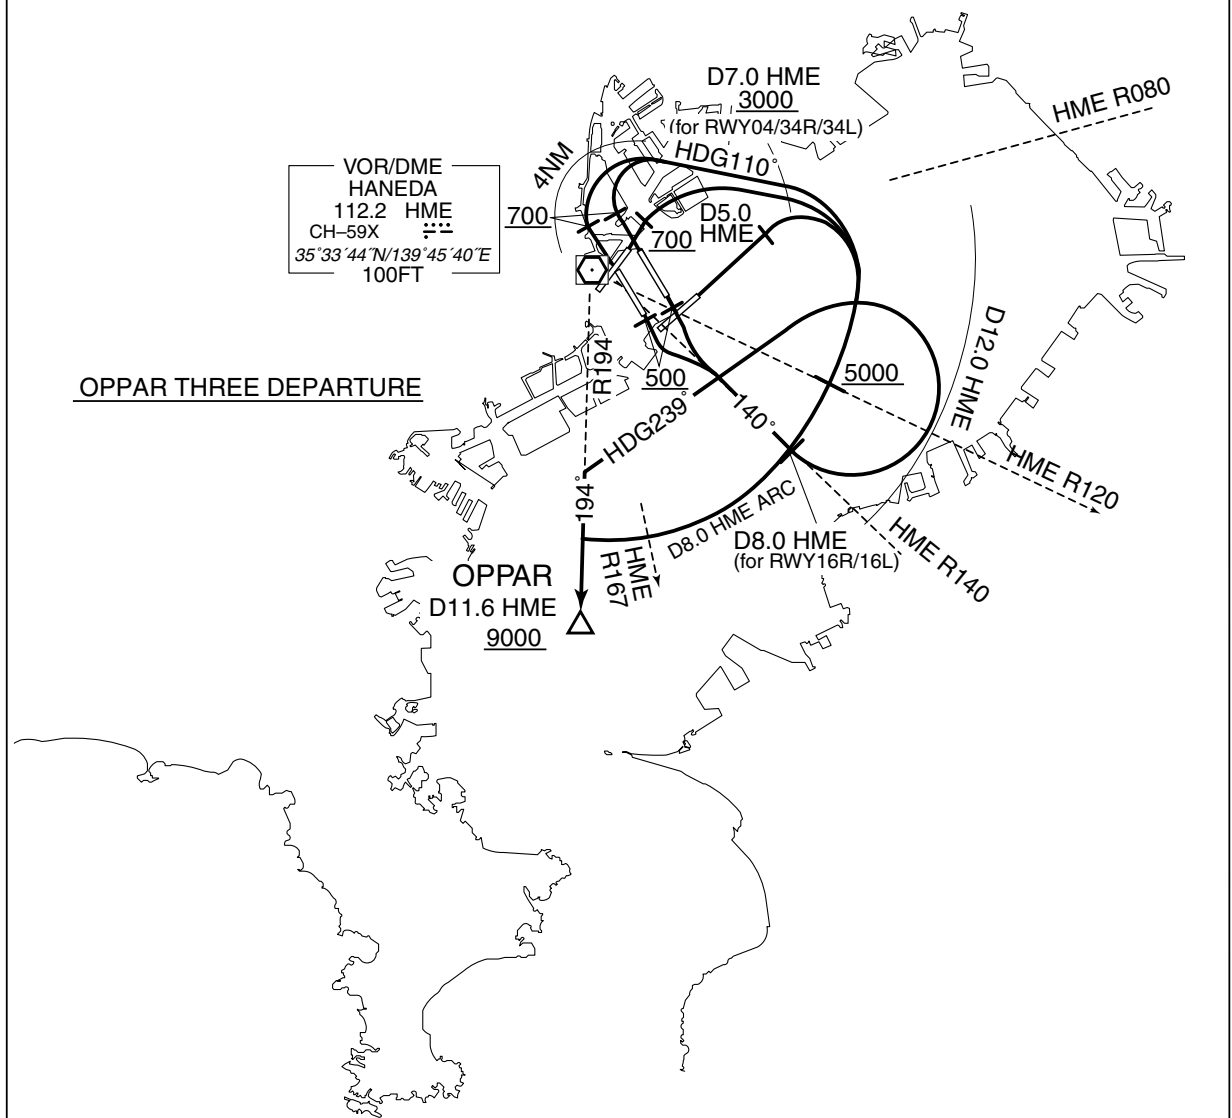 D7.0 HME
3000
(for RWY04/34R/34L)
HME R080
HDG110°
4NM
VOR/DME
HANEDA
112.2 HME
CH–59X
35°33´44˝N/139°45´40˝E
100FT
700
700
D5.0
HME
D12.0 HME
R194
500
5000
OPPAR THREE DEPARTURE
HDG239°
140°
HME R120
194°
D8.0 HME ARC
HME
R167
D8.0 HME
(for RWY16R/16L)
HME R140
OPPAR
D11.6 HME
9000